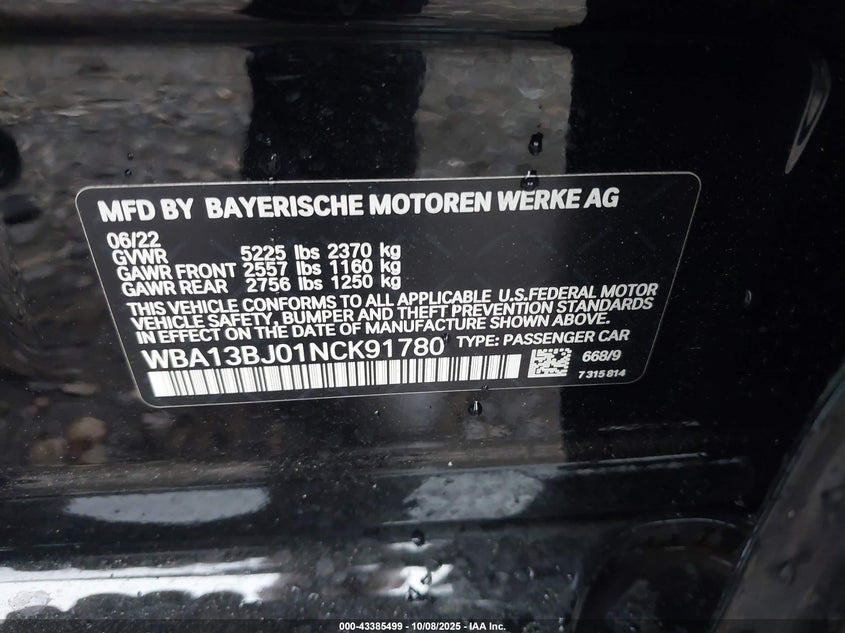 MFD BY BAYERISCHE MOTOREN WERKE AG
06/22
GVWR 5225 lbs 2370 kg
GAWR FRONT 2557 lbs 1160 kg
GAWR REAR 2756 lbs 1250 kg
THIS VEHICLE CONFORMS TO ALL APPLICABLE U.S.FEDERAL MOTOR
VEHICLE SAFETY, BUMPER AND THEFT PREVENTION STANDARDS
IN EFFECT ON THE DATE OF MANUFACTURE SHOWN ABOVE.
WBA13BJ01NCK91780 TYPE: PASSENGER CAR
668/9
7 315 814
000-43385499 - 10/08/2025 - IAA Inc.